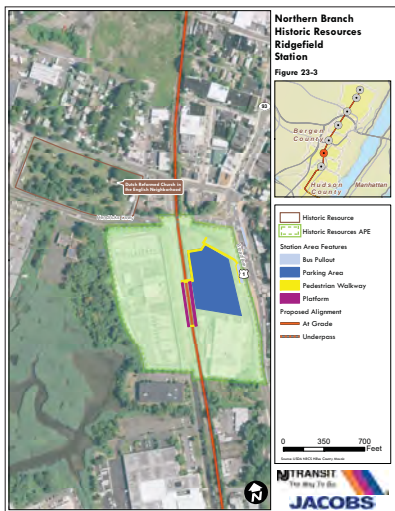 Northern Branch
Historic Resources
Ridgefield
Station
Figure 23-3
93
Bergen
County
Hudson
County
Manhattan
Dutch Reformed Church in
the English Neighborhood
1
Historic Resource
Historic Resources APE
Station Area Features
Bus Pullout
Parking Area
Pedestrian Walkway
Platform
Proposed Alignment
At Grade
Underpass
0 350 700
Feet
N
TRANSIT
The Way To Go
JACOBS